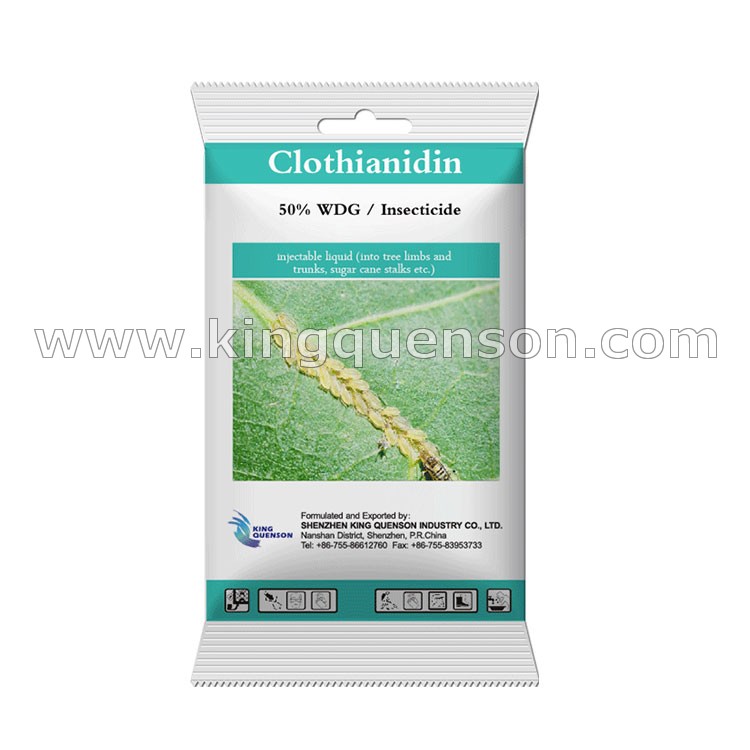 Clothianidin
50% WDG / Insecticide
injectable liquid (into tree limbs and
trunks, sugar cane stalks etc.)
www.kingquenson.com
KING
QUENSON
Formulated and Exported by:
SHENZHEN KING QUENSON INDUSTRY CO., LTD.
Nanshan District, Shenzhen, P.R.China
Tel: +86-755-86612760 Fax: +86-755-83953733